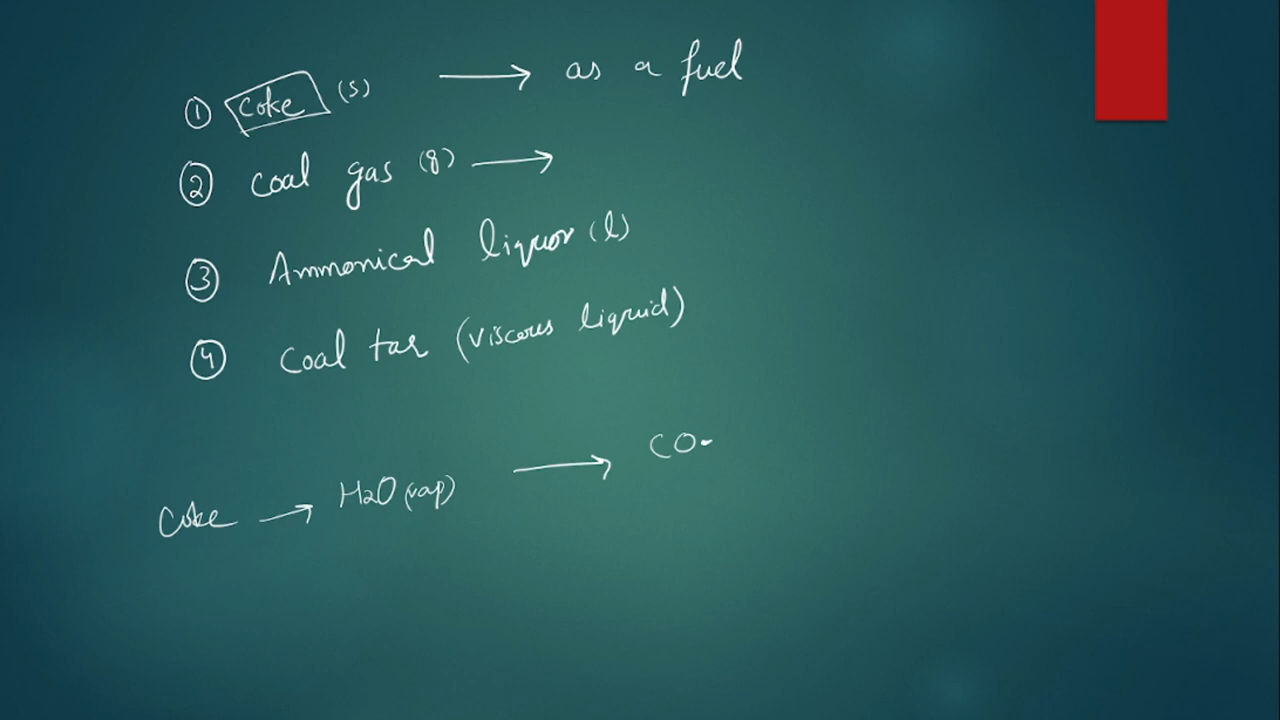 ① Coke (s) → as a fuel
② Coal gas (g) →
③ Ammonical liquor (l)
④ Coal tar (viscous liquid)
Coke → H2O (vap) → CO